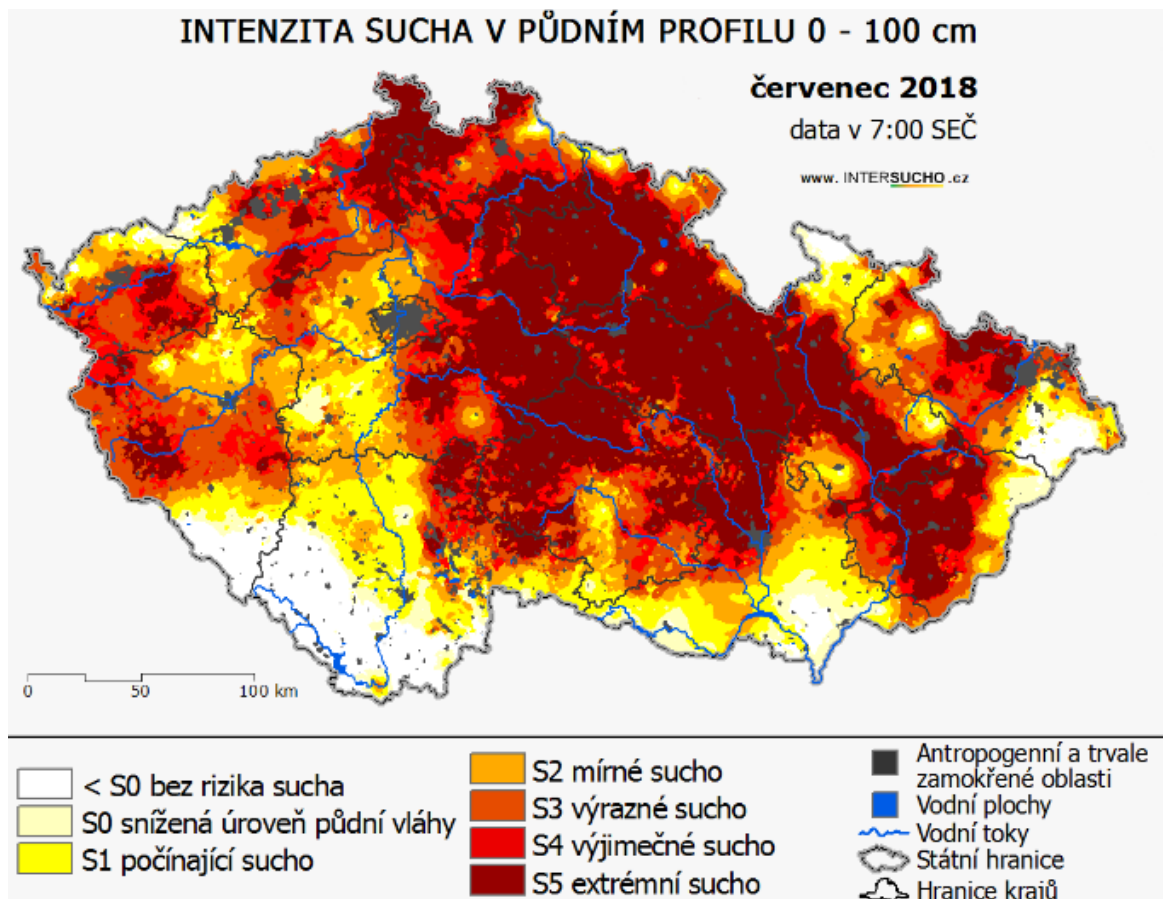 INTENZITA SUCHA V PŮDNÍM PROFILU 0 - 100 cm
červenec 2018
data v 7:00 SEČ
www. INTERSUCHO .cz
0 50 100 km
< S0 bez rizika sucha
S0 snížená úroveň půdní vláhy
S1 počínající sucho
S2 mírné sucho
S3 výrazné sucho
S4 výjimečné sucho
S5 extrémní sucho
Antropogenní a trvale
zamokřené oblasti
Vodní plochy
Vodní toky
Státní hranice
Hranice krajů